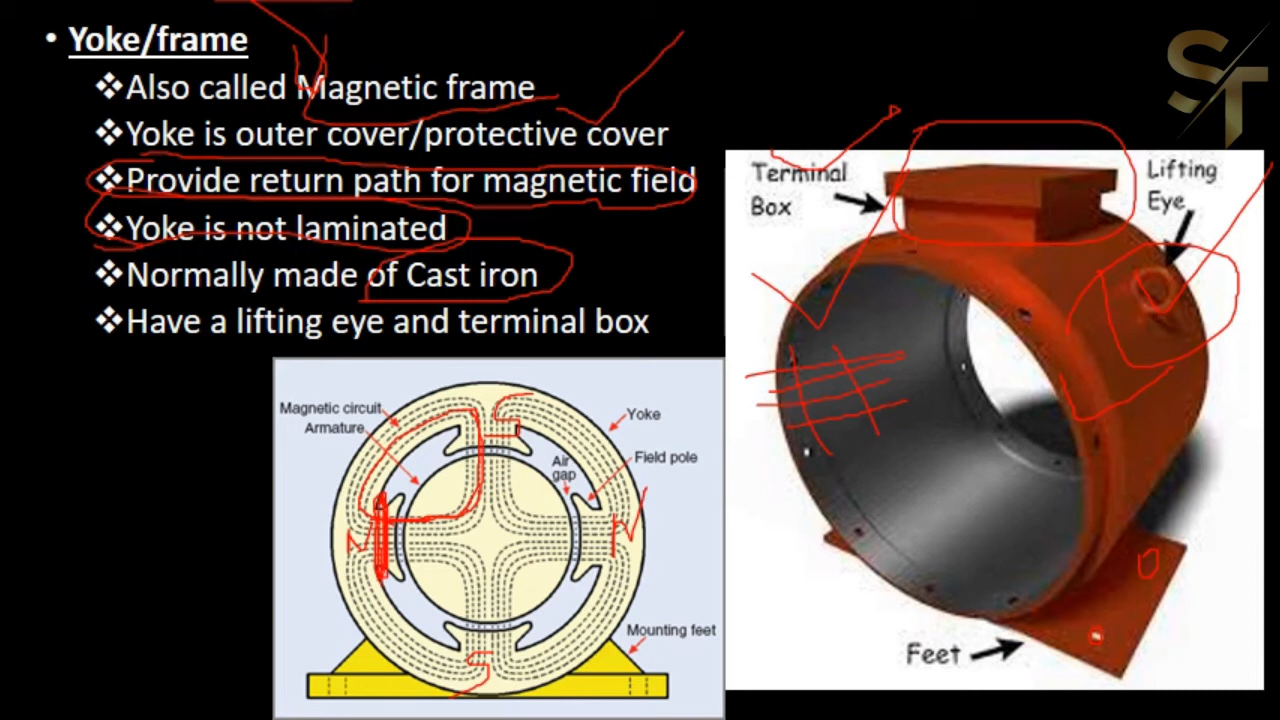 • Yoke/frame
❖Also called Magnetic frame
❖Yoke is outer cover/protective cover
❖Provide return path for magnetic field
❖Yoke is not laminated
❖Normally made of Cast iron
❖Have a lifting eye and terminal box
ST
Terminal
Box
Lifting
Eye
Feet
Magnetic circuit
Armature
Yoke
Air
gap
Field pole
Mounting feet
N
S
N
S